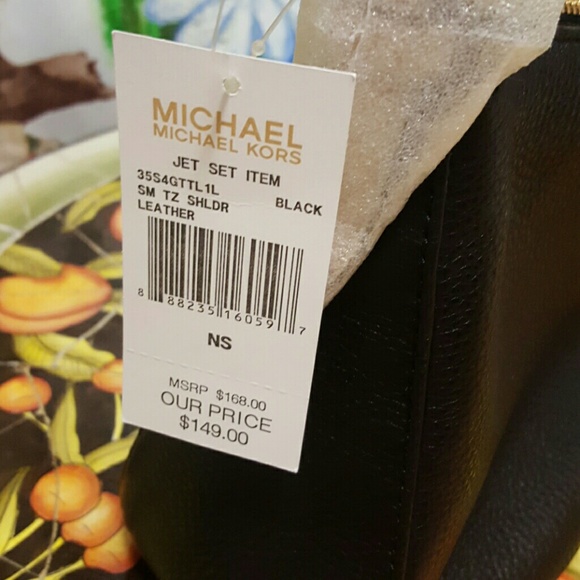 MICHAEL
MICHAEL KORS
JET SET ITEM
35S4GTTL1L
SM TZ SHLDR BLACK
LEATHER
8 88235 16059 7
NS
MSRP $168.00
OUR PRICE
$149.00